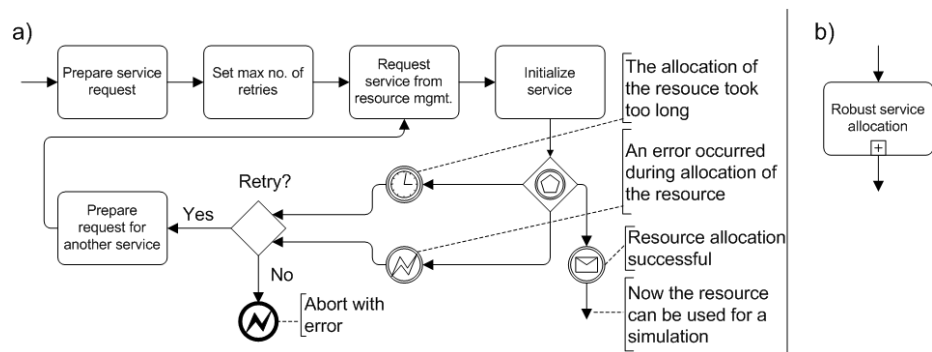 a)
Prepare service
request
Set max no. of
retries
Request
service from
resource mgmt.
Initialize
service
The allocation of
the resouce took
too long
An error occurred
during allocation of
the resource
Retry?
Yes
Prepare
request for
another service
No
Abort with
error
Resource allocation
successful
Now the resource
can be used for a
simulation
b)
Robust service
allocation